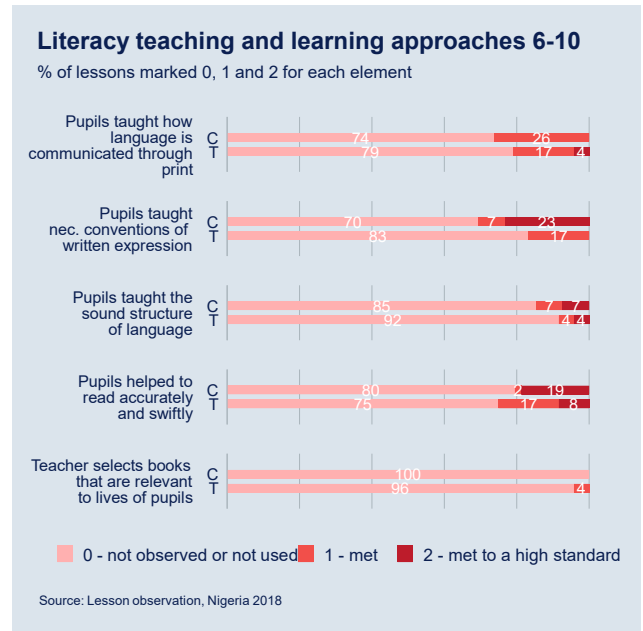 Literacy teaching and learning approaches 6-10
% of lessons marked 0, 1 and 2 for each element
Pupils taught how
language is
communicated through
print
C
74 26
T
79 17 4
Pupils taught
nec. conventions of
written expression
C
70 7 23
T
83 17
Pupils taught the
sound structure
of language
C
85 7 7
T
92 4 4
Pupils helped to
read accurately
and swiftly
C
80 2 19
T
75 17 8
Teacher selects books
that are relevant
to lives of pupils
C
100
T
96 4
0 - not observed or not used 1 - met 2 - met to a high standard
Source: Lesson observation, Nigeria 2018